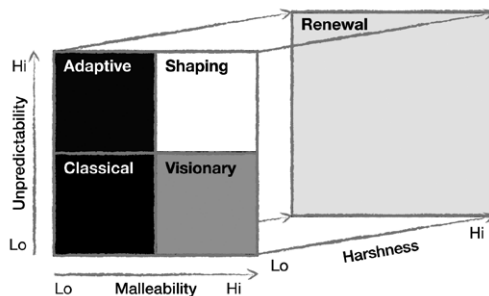 Renewal
Hi
Adaptive
Shaping
Unpredictability
Classical
Visionary
Lo
Hi
Lo
Harshness
Lo
Malleability
Hi